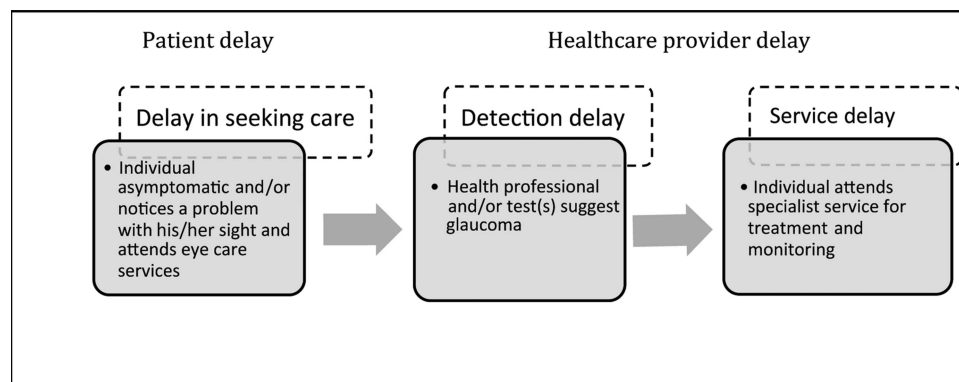 Patient delay
Healthcare provider delay
Delay in seeking care
• Individual
asymptomatic and/or
notices a problem
with his/her sight and
attends eye care
services
Detection delay
• Health professional
and/or test(s) suggest
glaucoma
Service delay
• Individual attends
specialist service for
treatment and
monitoring